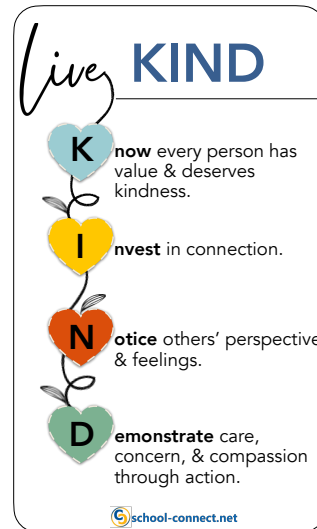 Live KIND
K now every person has
value & deserves
kindness.
I nvest in connection.
N otice others' perspective
& feelings.
D emonstrate care,
concern, & compassion
through action.
school-connect.net